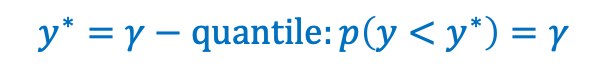 y* = γ − quantile: p(y < y*) = γ